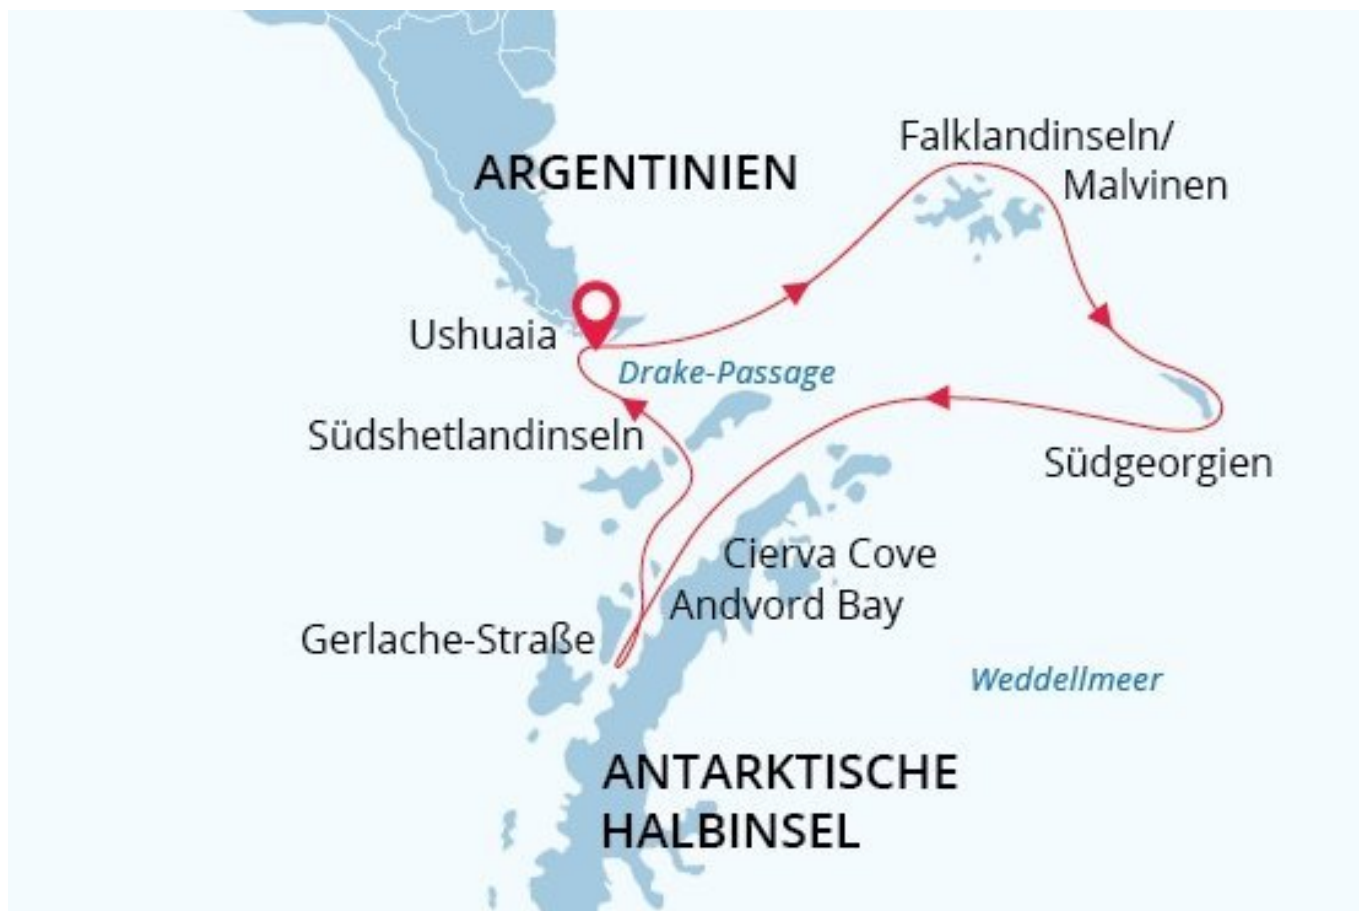 Falklandinseln/
Malvinen
ARGENTINIEN
Ushuaia
Drake-Passage
Südshetlandinseln
Südgeorgien
Cierva Cove
Andvord Bay
Gerlache-Straße
Weddellmeer
ANTARKTISCHE
HALBINSEL